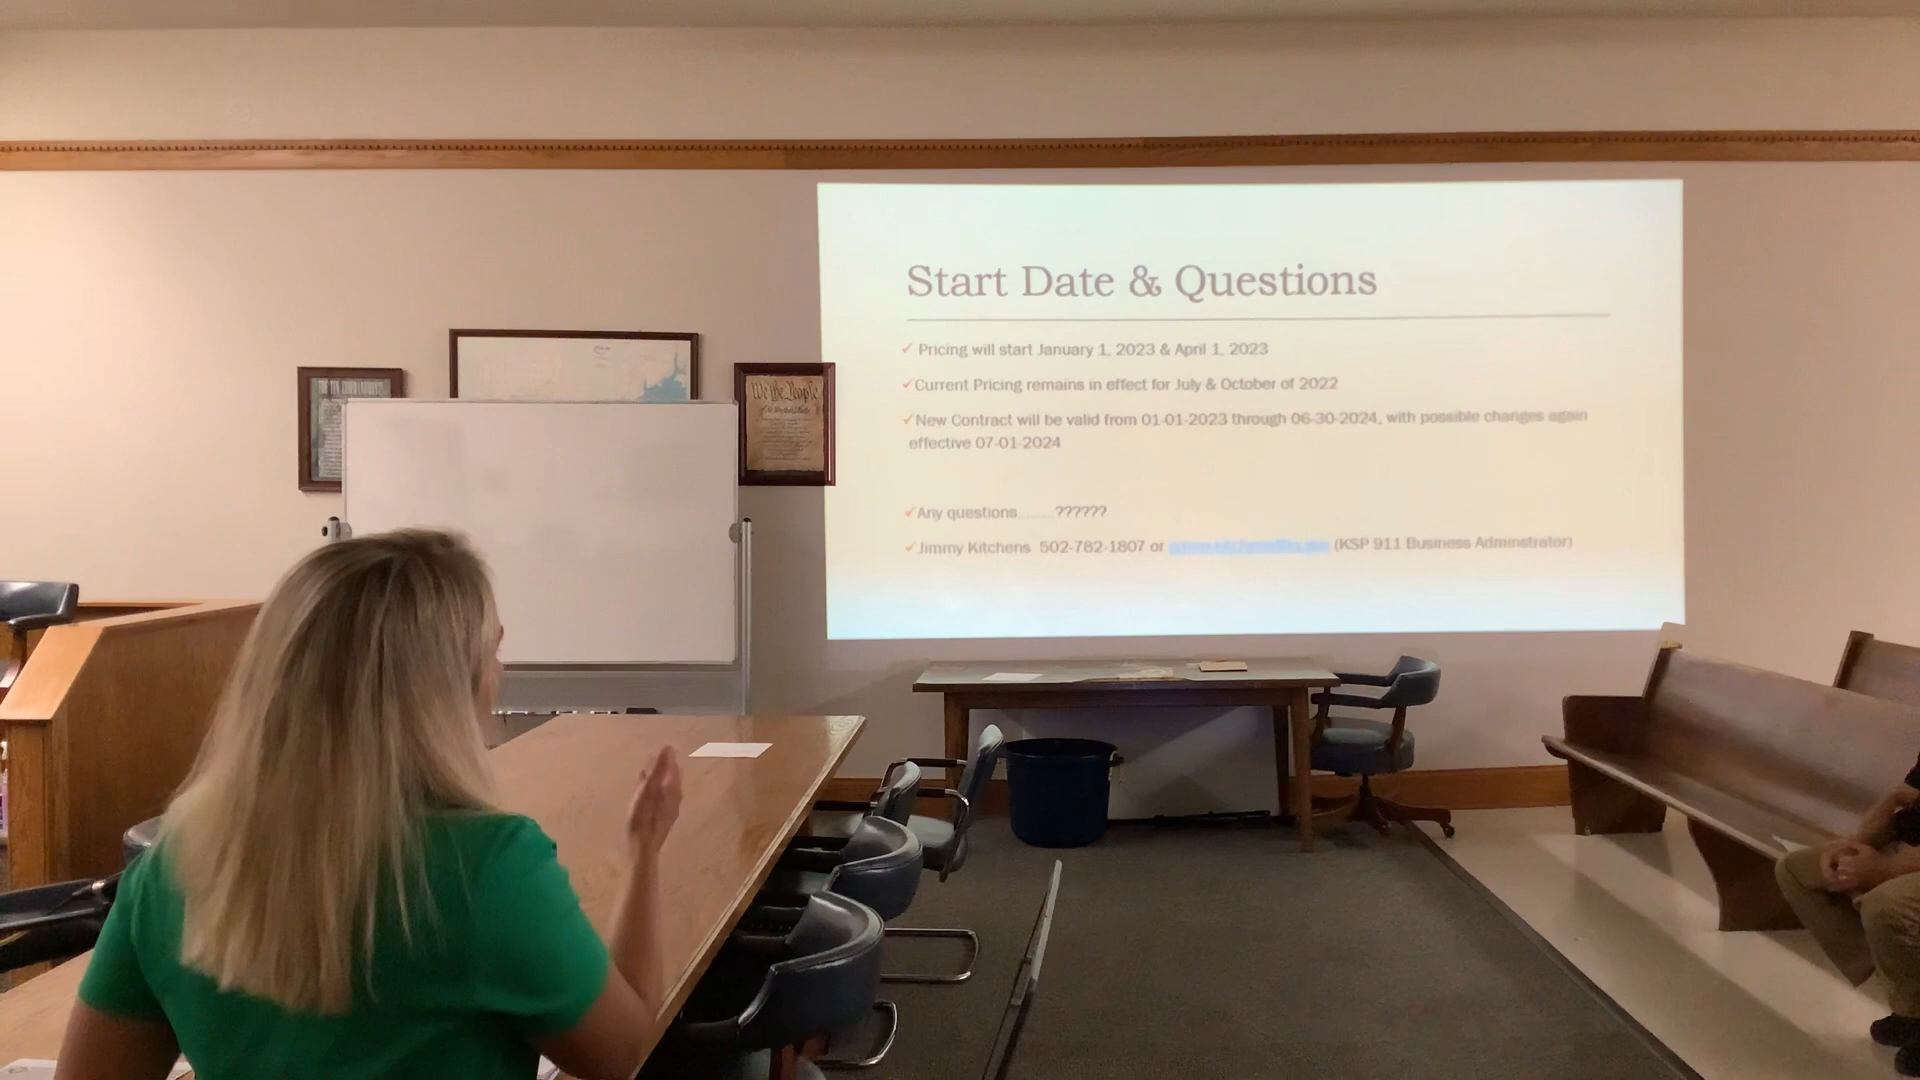 Start Date & Questions
✓ Pricing will start January 1, 2023 & April 1, 2023
✓Current Pricing remains in effect for July & October of 2022
✓New Contract will be valid from 01-01-2023 through 06-30-2024, with possible changes again
effective 07-01-2024
✓Any questions.........??????
✓Jimmy Kitchens 502-782-1807 or (KSP 911 Business Adminstrator)
We the People